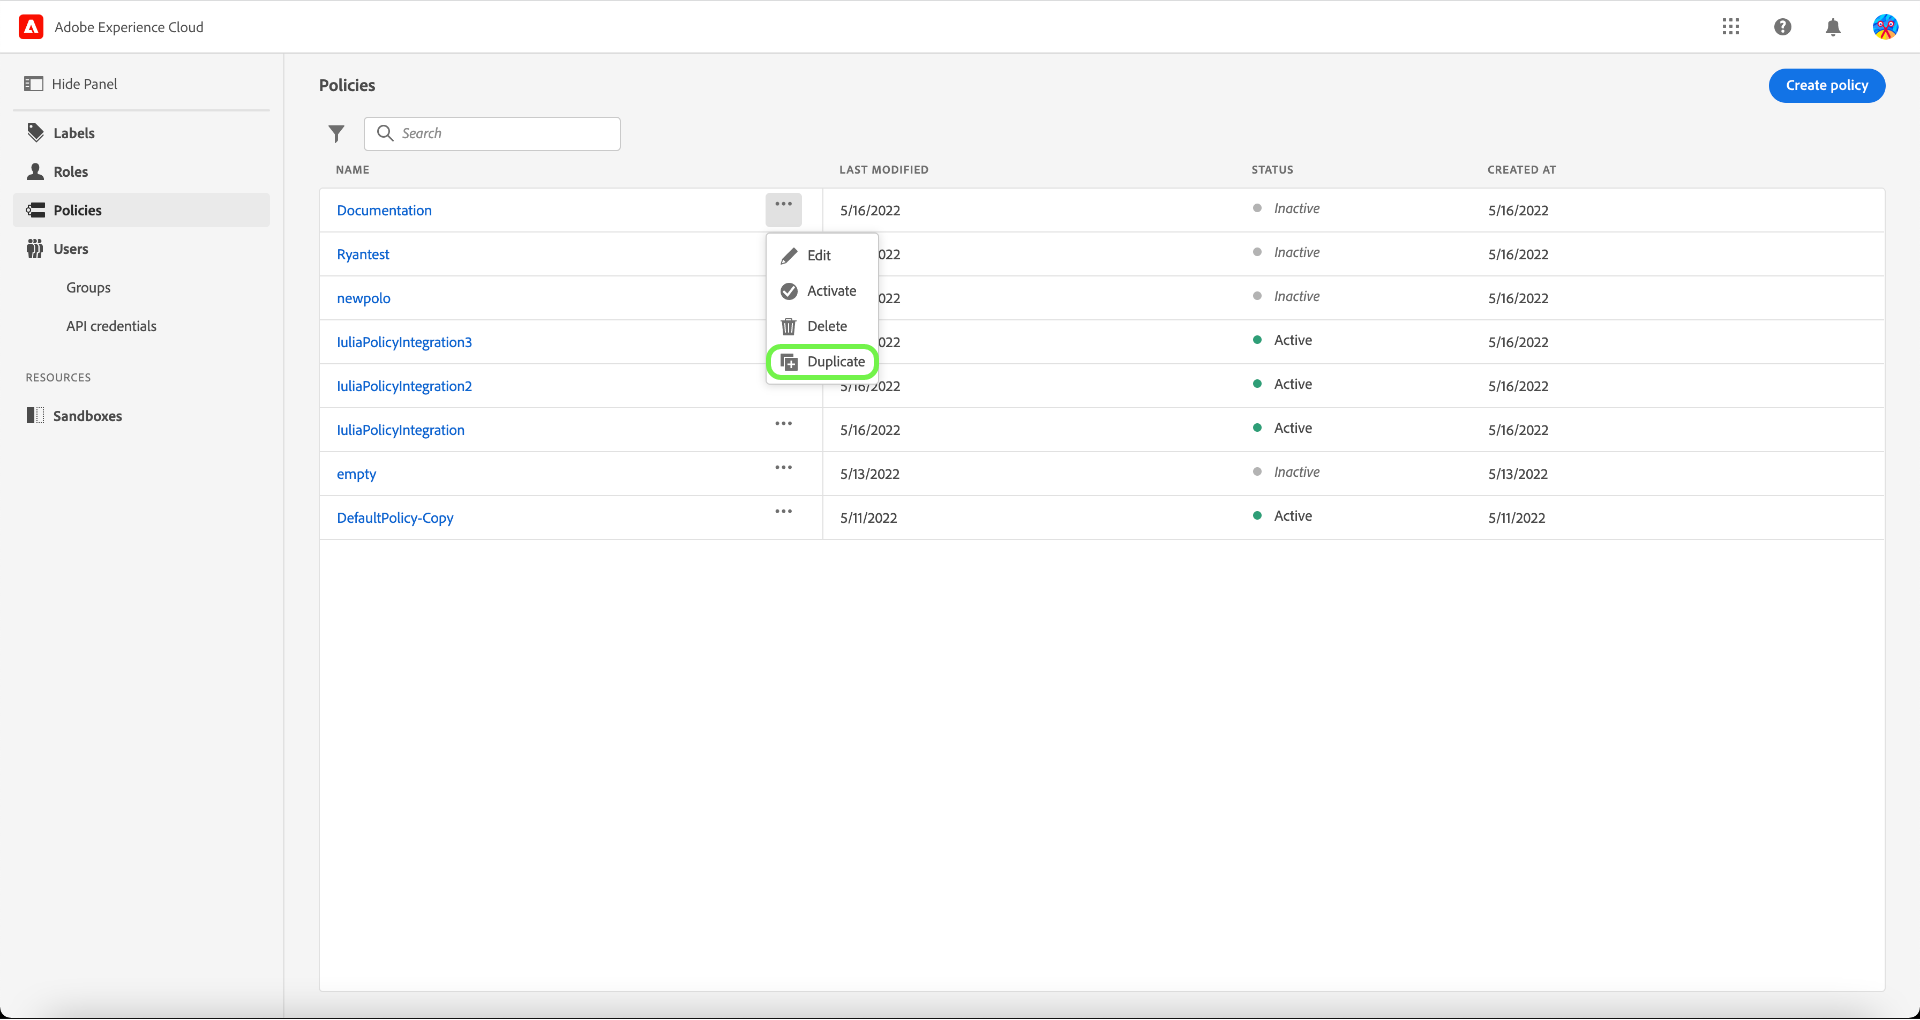 Adobe Experience Cloud
Hide Panel
Labels
Roles
Policies
Users
Groups
API credentials
RESOURCES
Sandboxes
Policies
Create policy
Search
NAME LAST MODIFIED STATUS CREATED AT
Documentation ••• 5/16/2022 Inactive 5/16/2022
Ryantest 022 Inactive 5/16/2022
newpolo 022 Inactive 5/16/2022
IuliaPolicyIntegration3 022 Active 5/16/2022
IuliaPolicyIntegration2 5/16/2022 Active 5/16/2022
IuliaPolicyIntegration ••• 5/16/2022 Active 5/16/2022
empty ••• 5/13/2022 Inactive 5/13/2022
DefaultPolicy-Copy ••• 5/11/2022 Active 5/11/2022
Edit
Activate
Delete
Duplicate